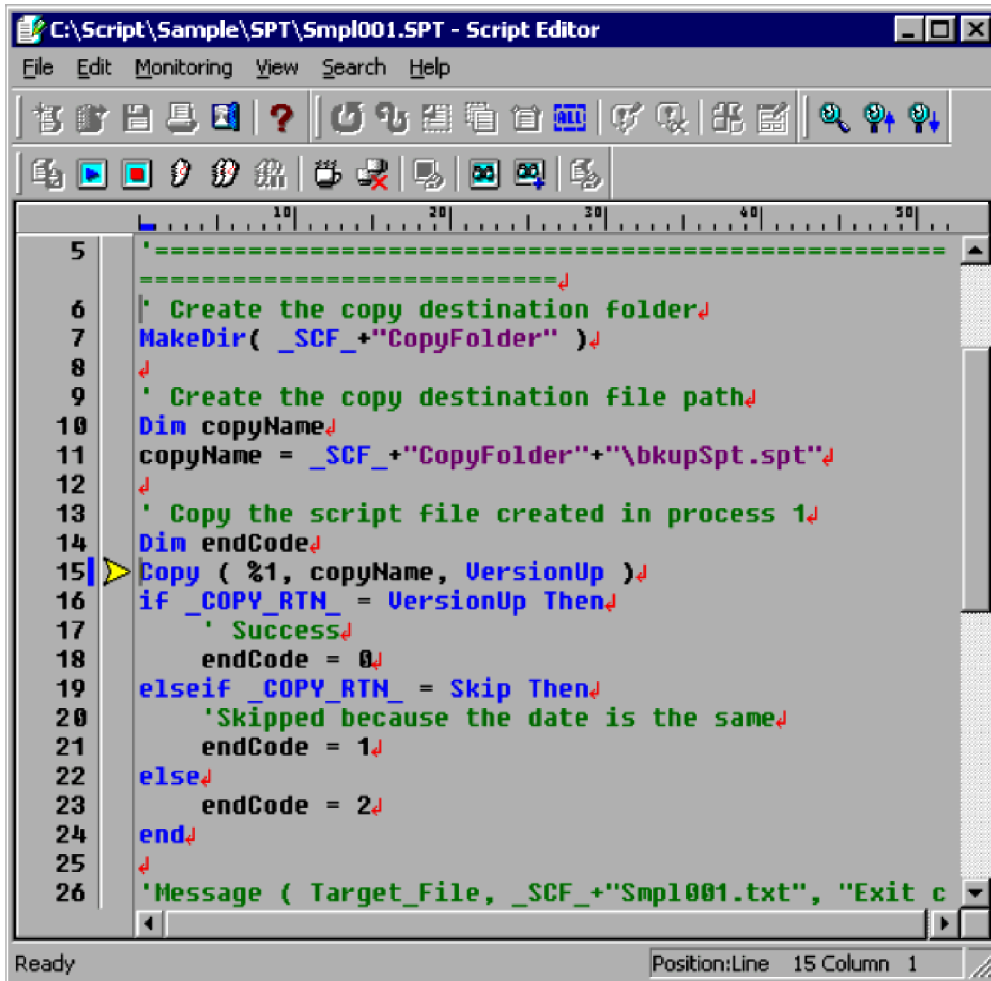 C:\Script\Sample\SPT\Smpl001.SPT - Script Editor
File Edit Monitoring View Search Help
ALL
10 20 30 40 50
5 '===================================================
===========================
6 ' Create the copy destination folder
7 MakeDir( _SCF_+"CopyFolder" )
8
9 ' Create the copy destination file path
10 Dim copyName
11 copyName = _SCF_+"CopyFolder"+"\bkupSpt.spt"
12
13 ' Copy the script file created in process 1
14 Dim endCode
15 Copy ( %1, copyName, VersionUp )
16 if _COPY_RTN_ = VersionUp Then
17 ' Success
18 endCode = 0
19 elseif _COPY_RTN_ = Skip Then
20 'Skipped because the date is the same
21 endCode = 1
22 else
23 endCode = 2
24 end
25
26 'Message ( Target_File, _SCF_+"Smpl001.txt", "Exit c
Ready Position:Line 15 Column 1